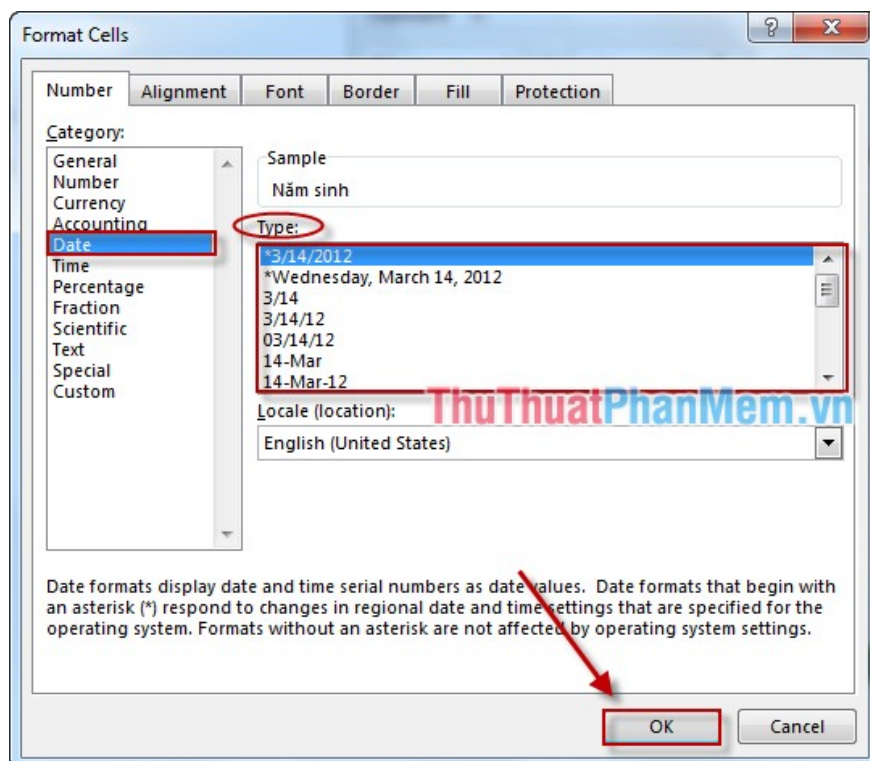 Format Cells
Number Alignment Font Border Fill Protection
Category:
General
Number
Currency
Accounting
Date
Time
Percentage
Fraction
Scientific
Text
Special
Custom
Sample
Năm sinh
Type:
*3/14/2012
*Wednesday, March 14, 2012
3/14
3/14/12
03/14/12
14-Mar
14-Mar-12
ThuThuatPhanMem.vn
Locale (location):
English (United States)
Date formats display date and time serial numbers as date values. Date formats that begin with
an asterisk (*) respond to changes in regional date and time settings that are specified for the
operating system. Formats without an asterisk are not affected by operating system settings.
OK Cancel